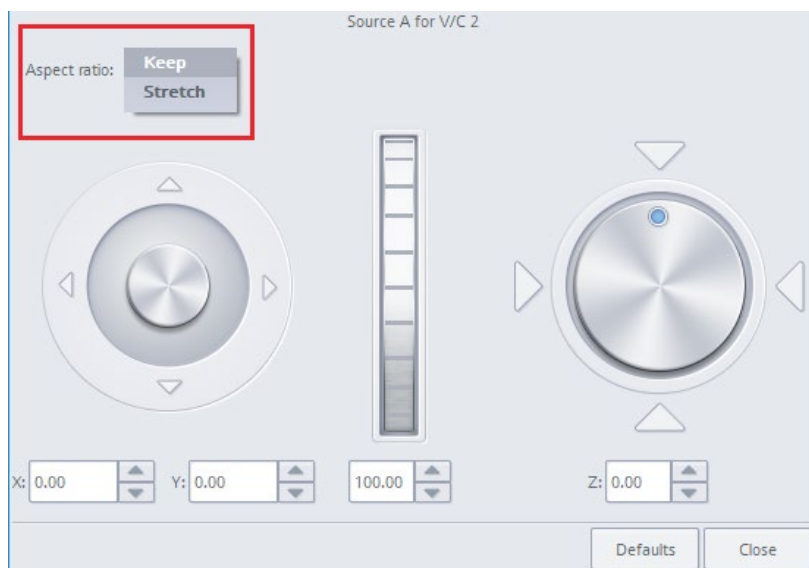 Source A for V/C 2
Aspect ratio: Keep
Stretch
X: 0.00 Y: 0.00 100.00 Z: 0.00
Defaults Close